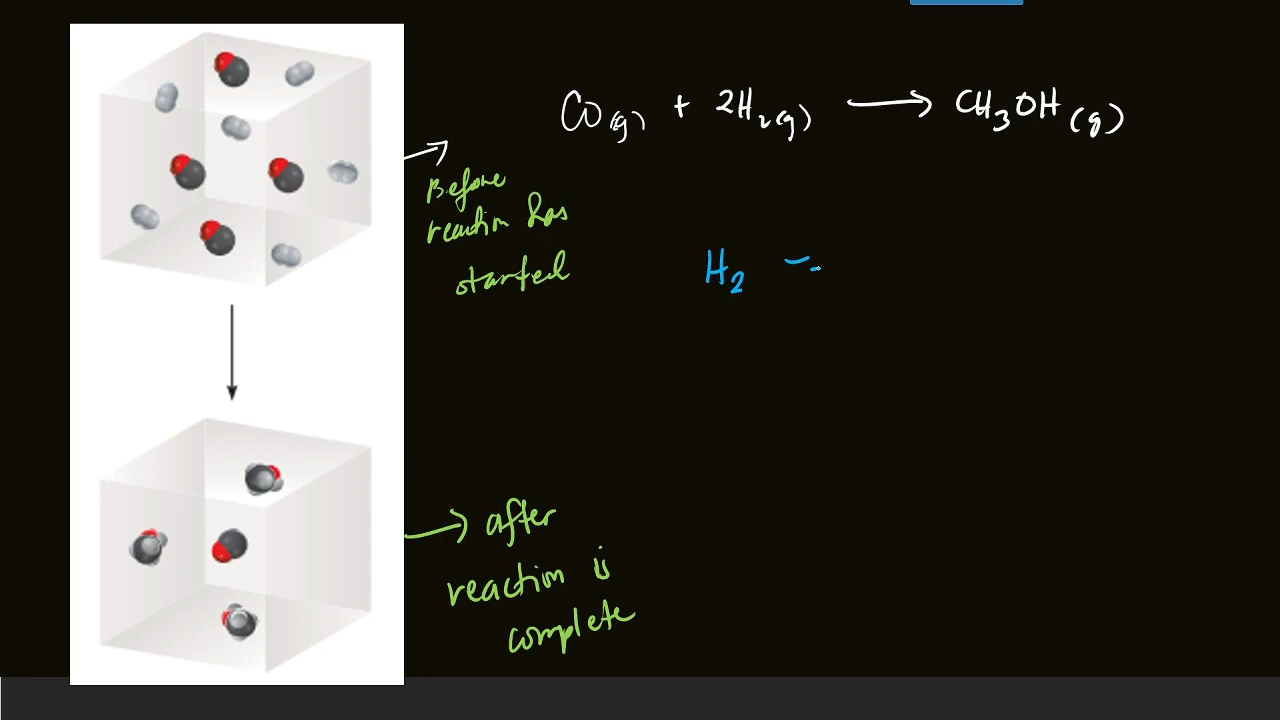 CO(g) + 2H2(g) → CH3OH(g)
Before
reaction has
started
H2
after
reaction is
complete